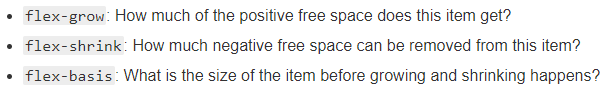 • flex-grow: How much of the positive free space does this item get?
• flex-shrink: How much negative free space can be removed from this item?
• flex-basis: What is the size of the item before growing and shrinking happens?